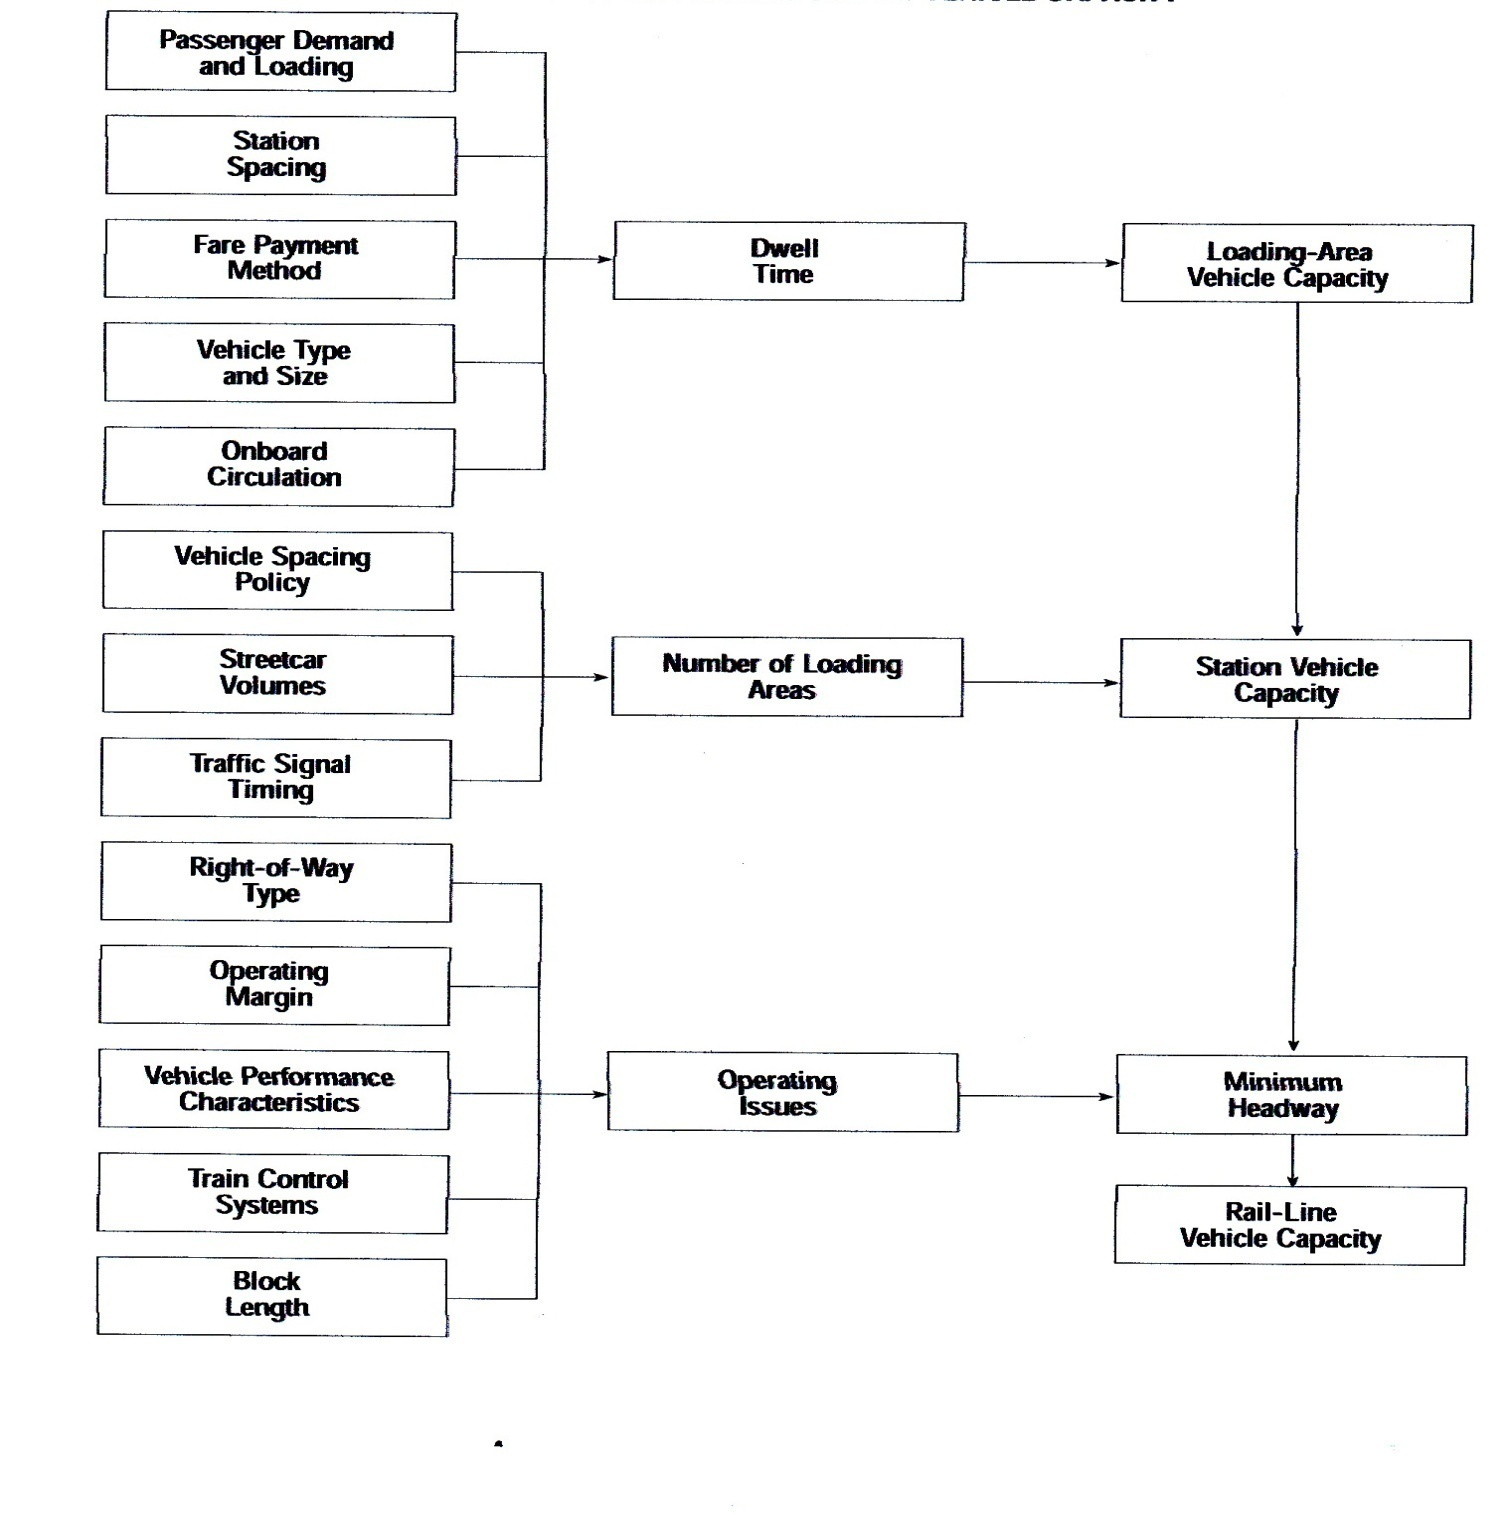 Passenger Demand
and Loading
Station
Spacing
Fare Payment
Method
Vehicle Type
and Size
Onboard
Circulation
Vehicle Spacing
Policy
Streetcar
Volumes
Traffic Signal
Timing
Right-of-Way
Type
Operating
Margin
Vehicle Performance
Characteristics
Train Control
Systems
Block
Length
Dwell
Time
Number of Loading
Areas
Operating
Issues
Loading-Area
Vehicle Capacity
Station Vehicle
Capacity
Minimum
Headway
Rail-Line
Vehicle Capacity